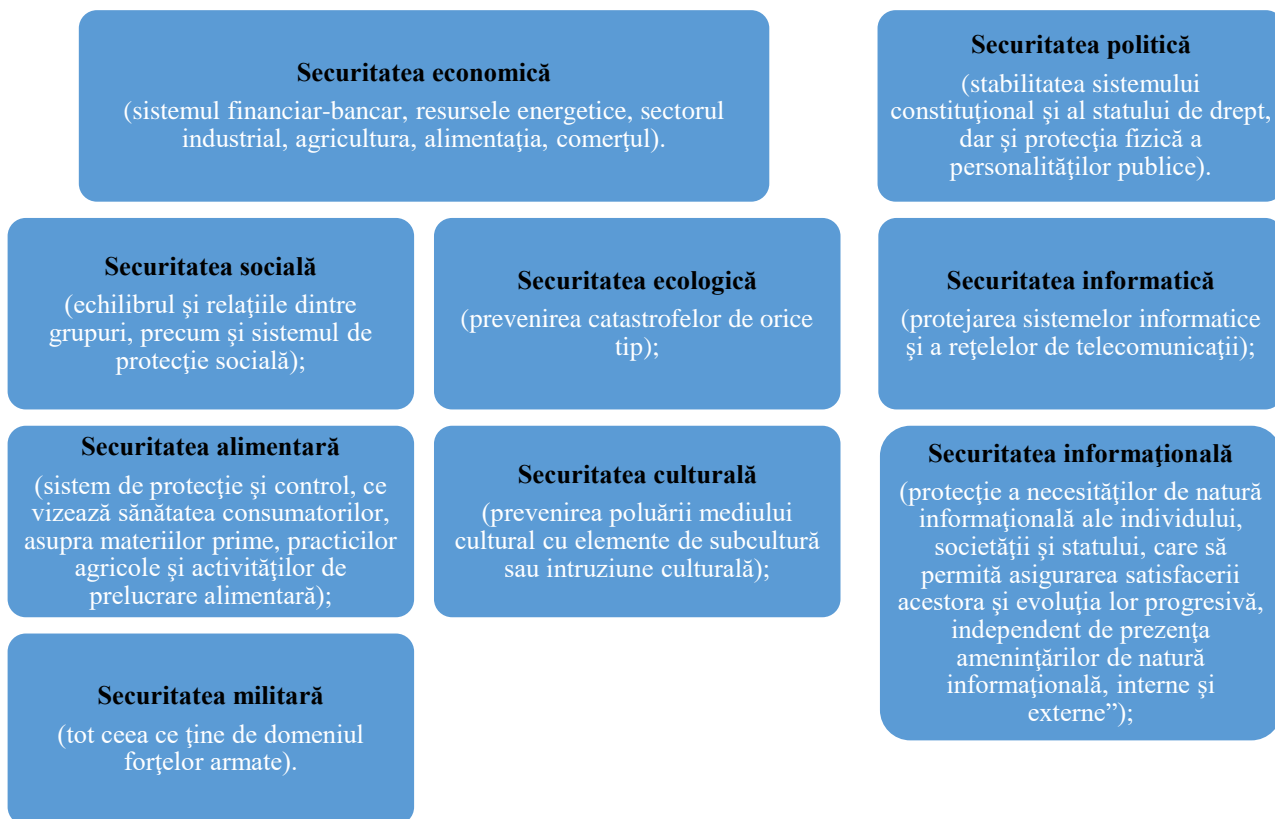 Securitatea economică
(sistemul financiar-bancar, resursele energetice, sectorul
industrial, agricultura, alimentaţia, comerţul).
Securitatea politică
(stabilitatea sistemului
constituţional şi al statului de drept,
dar şi protecţia fizică a
personalităţilor publice).
Securitatea socială
(echilibrul şi relaţiile dintre
grupuri, precum şi sistemul de
protecţie socială);
Securitatea ecologică
(prevenirea catastrofelor de orice
tip);
Securitatea informatică
(protejarea sistemelor informatice
şi a reţelelor de telecomunicaţii);
Securitatea alimentară
(sistem de protecţie şi control, ce
vizează sănătatea consumatorilor,
asupra materiilor prime, practicilor
agricole şi activităţilor de
prelucrare alimentară);
Securitatea culturală
(prevenirea poluării mediului
cultural cu elemente de subcultură
sau intruziune culturală);
Securitatea informaţională
(protecţie a necesităţilor de natură
informaţională ale individului,
societăţii şi statului, care să
permită asigurarea satisfacerii
acestora şi evoluţia lor progresivă,
independent de prezenţa
ameninţărilor de natură
informaţională, interne şi
externe”);
Securitatea militară
(tot ceea ce ţine de domeniul
forţelor armate).